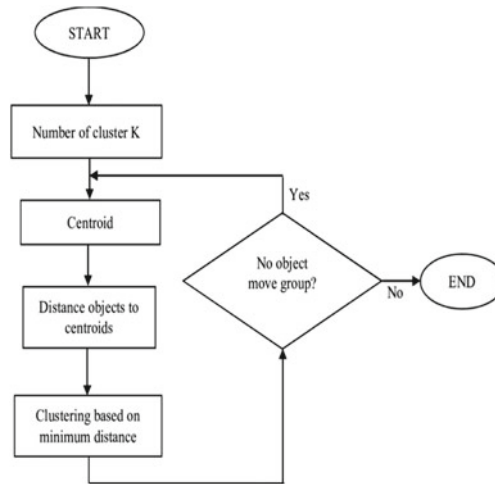 START
Number of cluster K
Yes
Centroid
No object
move group?
No
END
Distance objects to
centroids
Clustering based on
minimum distance